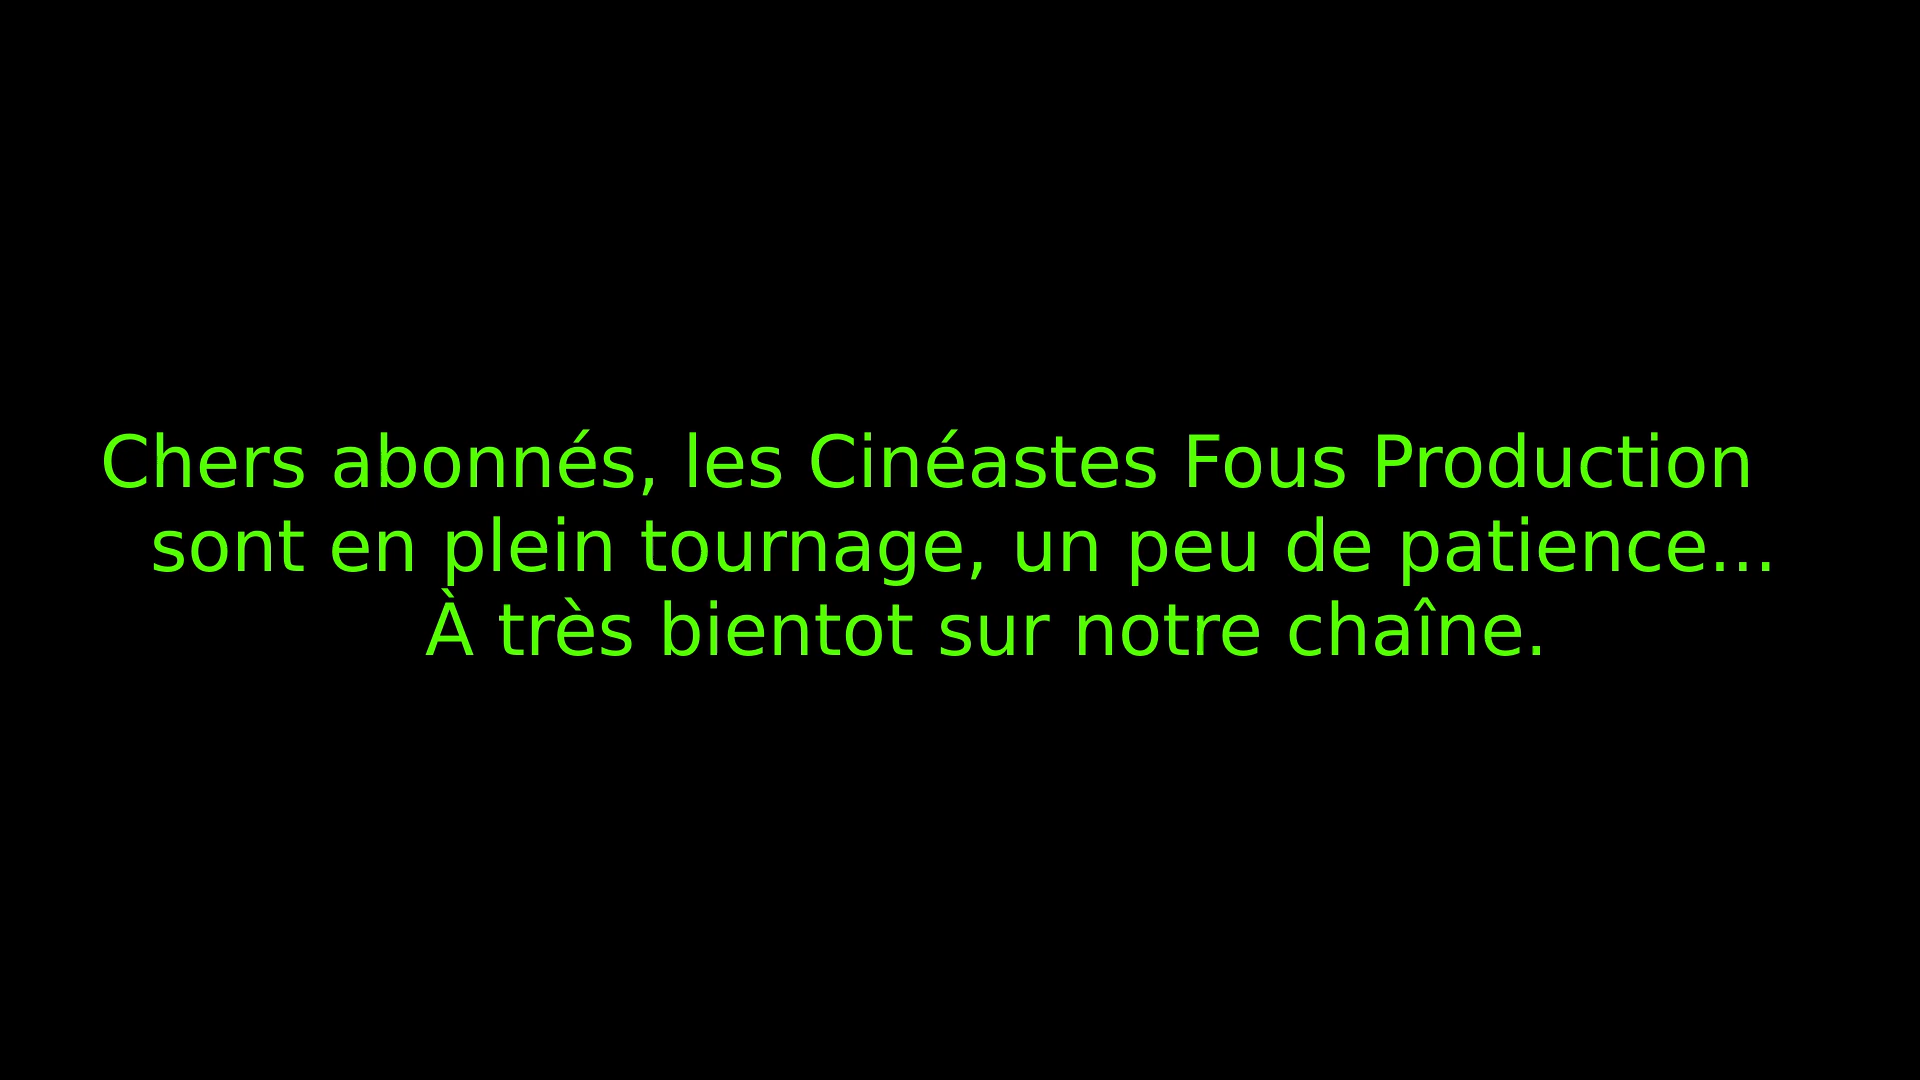 Chers abonnés, les Cinéastes Fous Production
sont en plein tournage, un peu de patience...
À très bientot sur notre chaîne.